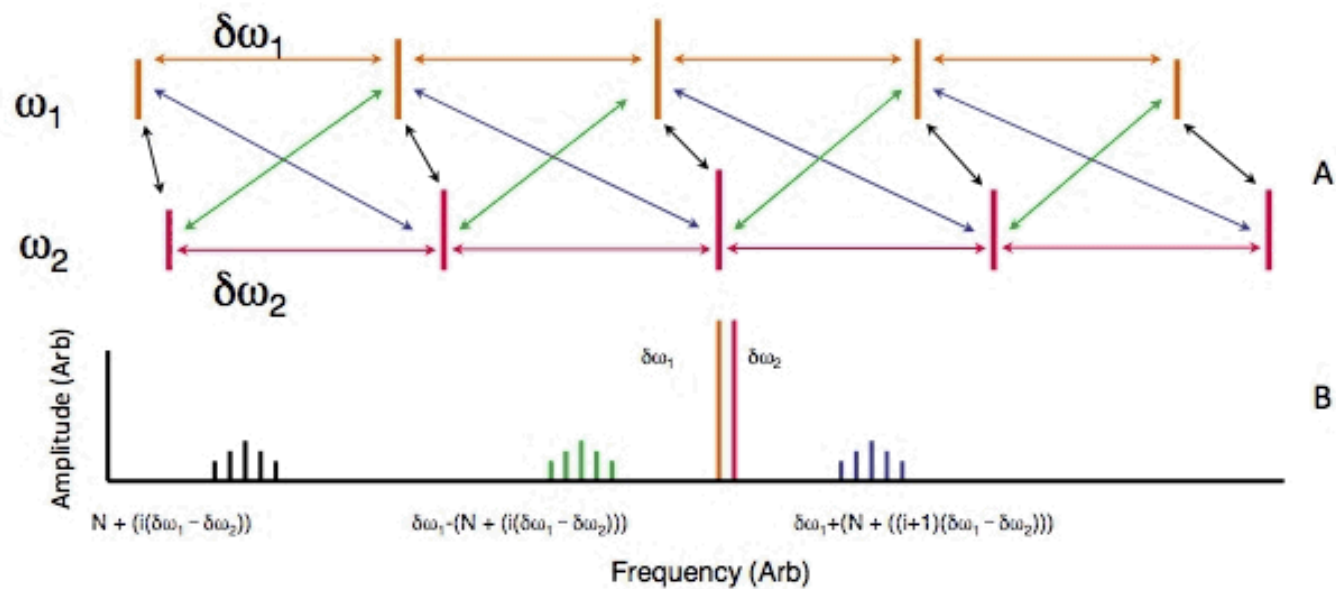 δω₁
ω₁
A
ω₂
δω₂
Amplitude (Arb)
δω₁
δω₂
B
N + (i(δω₁ – δω₂))
δω₁-(N + (i(δω₁ – δω₂)))
δω₁+(N + ((i+1)(δω₁ – δω₂)))
Frequency (Arb)